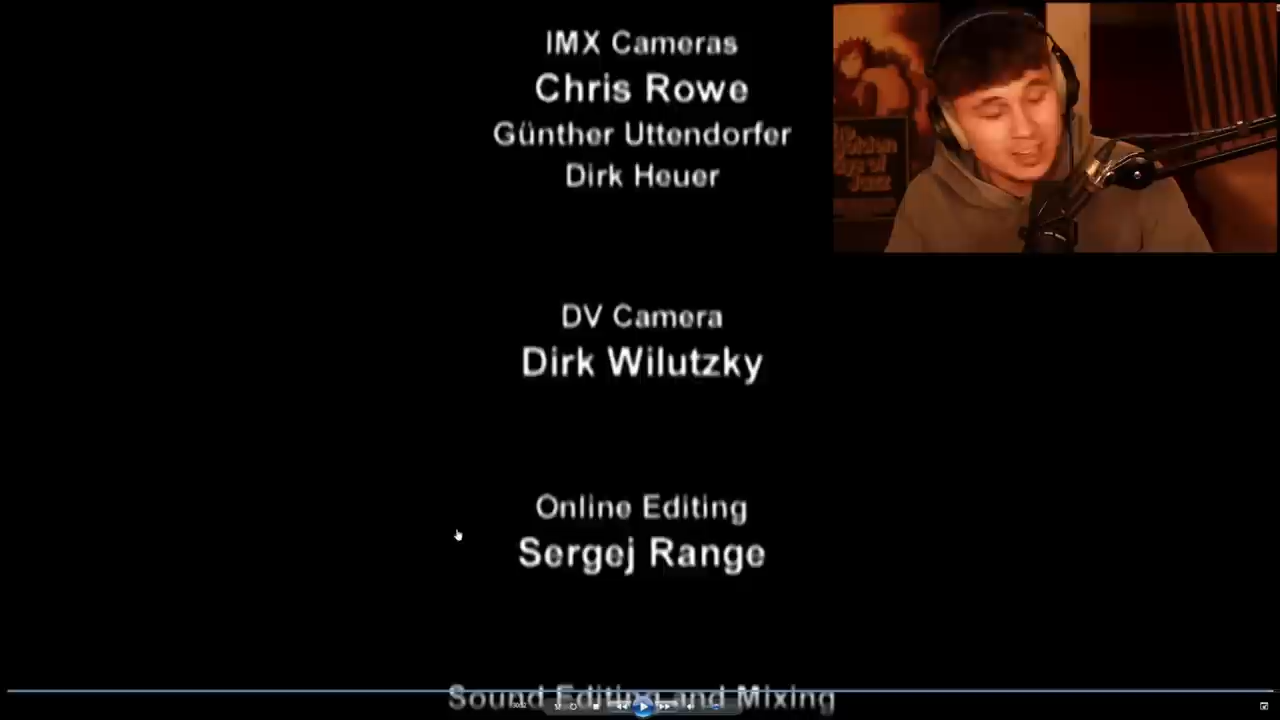 IMX Cameras
Chris Rowe
Günther Uttendorfer
Dirk Heuer
DV Camera
Dirk Wilutzky
Online Editing
Sergej Range
Sound Editing and Mixing